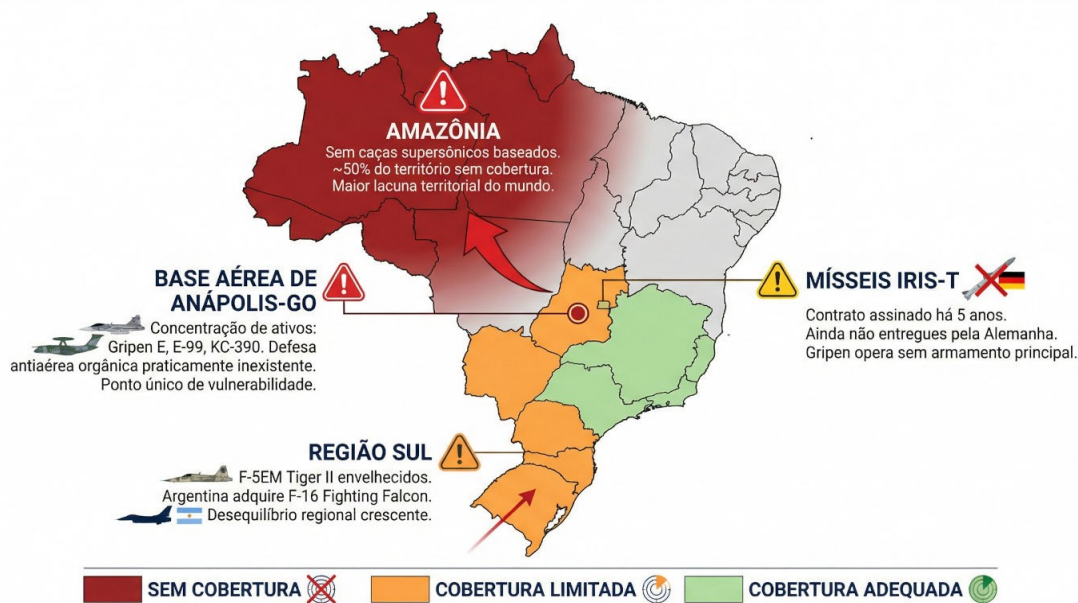 AMAZÔNIA
Sem caças supersônicos baseados.
~50% do território sem cobertura.
Maior lacuna territorial do mundo.
BASE AÉREA DE
ANÁPOLIS-GO
Concentração de ativos:
Gripen E, E-99, KC-390. Defesa
antiaérea orgânica praticamente inexistente.
Ponto único de vulnerabilidade.
MÍSSEIS IRIS-T
Contrato assinado há 5 anos.
Ainda não entregues pela Alemanha.
Gripen opera sem armamento principal.
REGIÃO SUL
F-5EM Tiger II envelhecidos.
Argentina adquire F-16 Fighting Falcon.
Desequilíbrio regional crescente.
SEM COBERTURA
COBERTURA LIMITADA
COBERTURA ADEQUADA